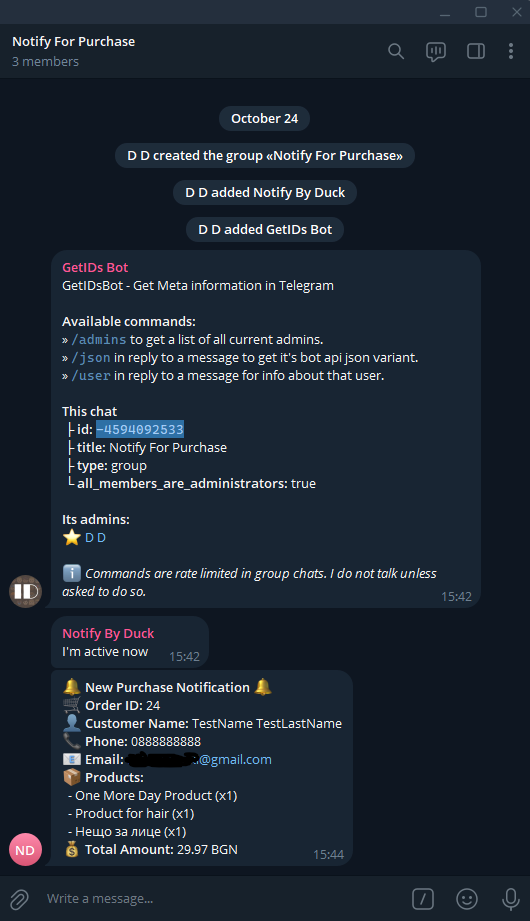 Notify For Purchase
3 members
October 24
D D created the group «Notify For Purchase»
D D added Notify By Duck
D D added GetIDs Bot
GetIDs Bot
GetIDsBot - Get Meta information in Telegram
Available commands:
» /admins to get a list of all current admins.
» /json in reply to a message to get it's bot api json variant.
» /user in reply to a message for info about that user.
This chat
├ id: -4594092533
├ title: Notify For Purchase
├ type: group
└ all_members_are_administrators: true
Its admins:
⭐ D D
ℹ️ Commands are rate limited in group chats. I do not talk unless
asked to do so.
15:42
Notify By Duck
I'm active now
15:42
🔔 New Purchase Notification 🔔
🛒 Order ID: 24
👤 Customer Name: TestName TestLastName
📞 Phone: 0888888888
📧 Email: @gmail.com
📦 Products:
- One More Day Product (x1)
- Product for hair (x1)
- Нещо за лице (x1)
💰 Total Amount: 29.97 BGN
15:44
ND
Write a message...